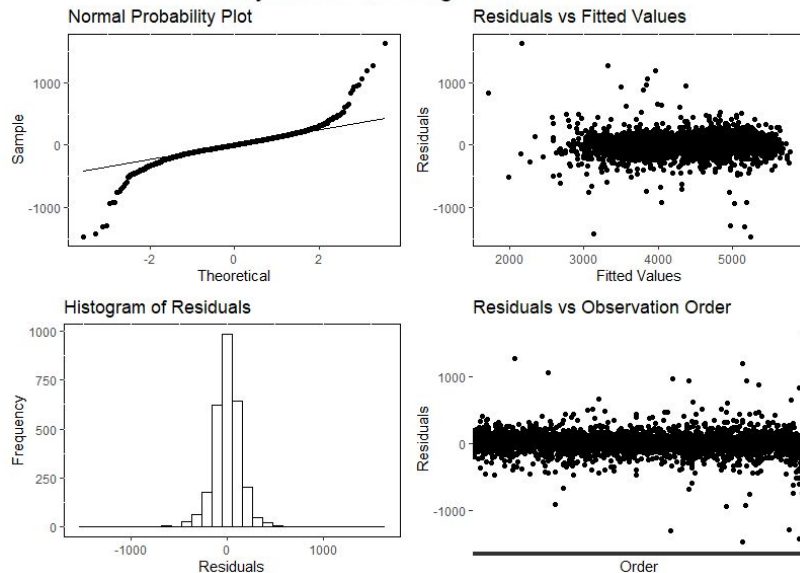 Normal Probability Plot
Sample
1000
0
-1000
-2 0 2
Theoretical
Residuals vs Fitted Values
Residuals
1000
0
-1000
2000 3000 4000 5000
Fitted Values
Histogram of Residuals
Frequency
1000
750
500
250
0
-1000 0 1000
Residuals
Residuals vs Observation Order
Residuals
1000
0
-1000
Order